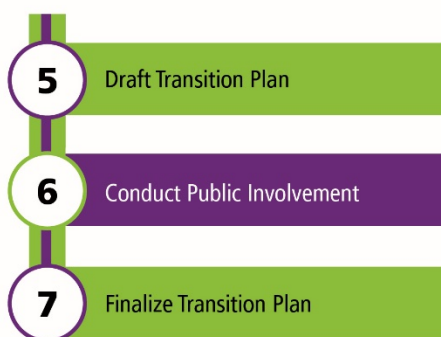 5 Draft Transition Plan
6 Conduct Public Involvement
7 Finalize Transition Plan